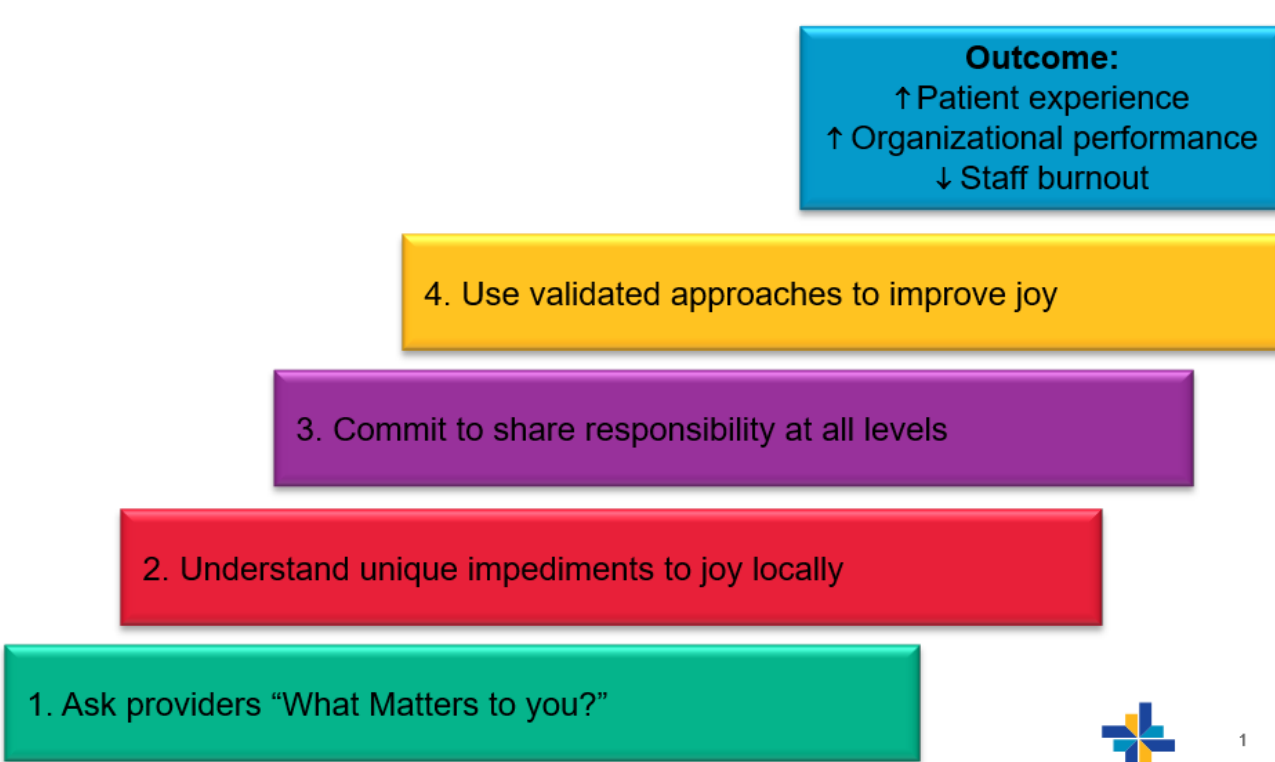 Outcome:
↑ Patient experience
↑ Organizational performance
↓ Staff burnout
4. Use validated approaches to improve joy
3. Commit to share responsibility at all levels
2. Understand unique impediments to joy locally
1. Ask providers “What Matters to you?”
1